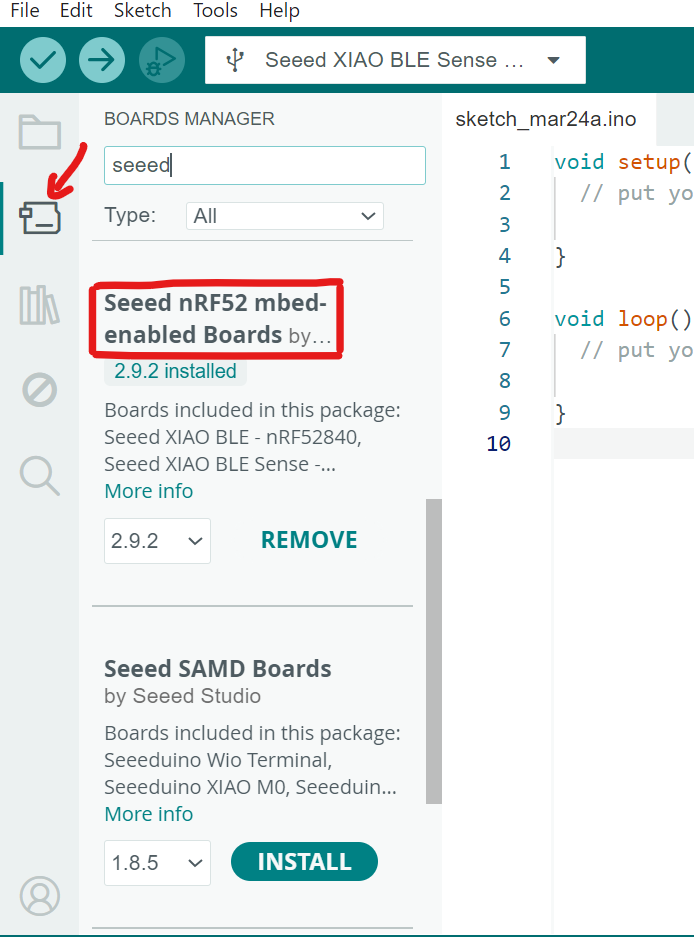 File Edit Sketch Tools Help
Seeed XIAO BLE Sense ...
BOARDS MANAGER
sketch_mar24a.ino
seeed
Type: All
Seeed nRF52 mbed-
enabled Boards by...
2.9.2 installed
Boards included in this package:
Seeed XIAO BLE - nRF52840,
Seeed XIAO BLE Sense -...
More info
2.9.2 REMOVE
Seeed SAMD Boards
by Seeed Studio
Boards included in this package:
Seeeduino Wio Terminal,
Seeeduino XIAO M0, Seeeduin...
More info
1.8.5 INSTALL
1 void setup(
2 // put yo
3
4 }
5
6 void loop()
7 // put yo
8
9 }
10